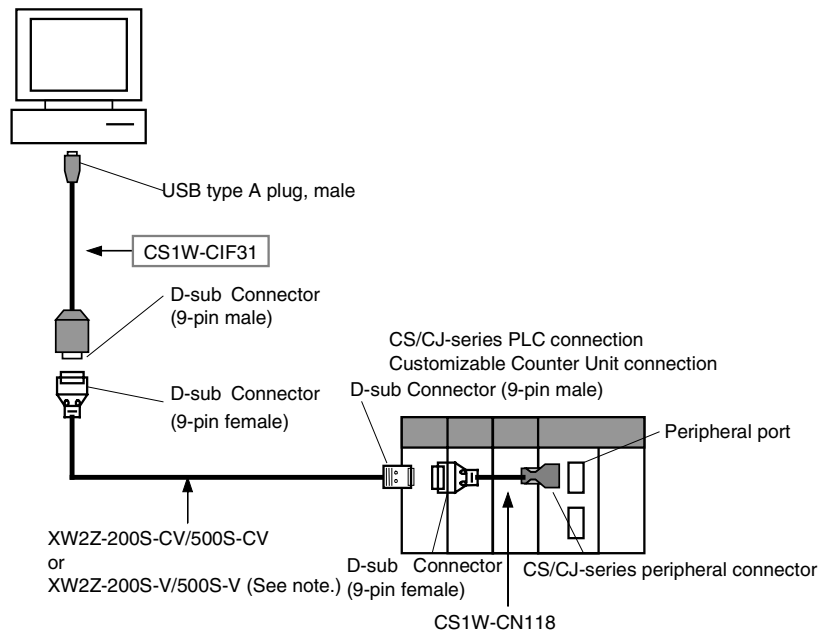 USB type A plug, male
CS1W-CIF31
D-sub Connector
(9-pin male)
CS/CJ-series PLC connection
Customizable Counter Unit connection
D-sub Connector (9-pin male)
D-sub Connector
(9-pin female)
Peripheral port
XW2Z-200S-CV/500S-CV
or
XW2Z-200S-V/500S-V (See note.)
D-sub Connector
(9-pin female)
CS/CJ-series peripheral connector
CS1W-CN118